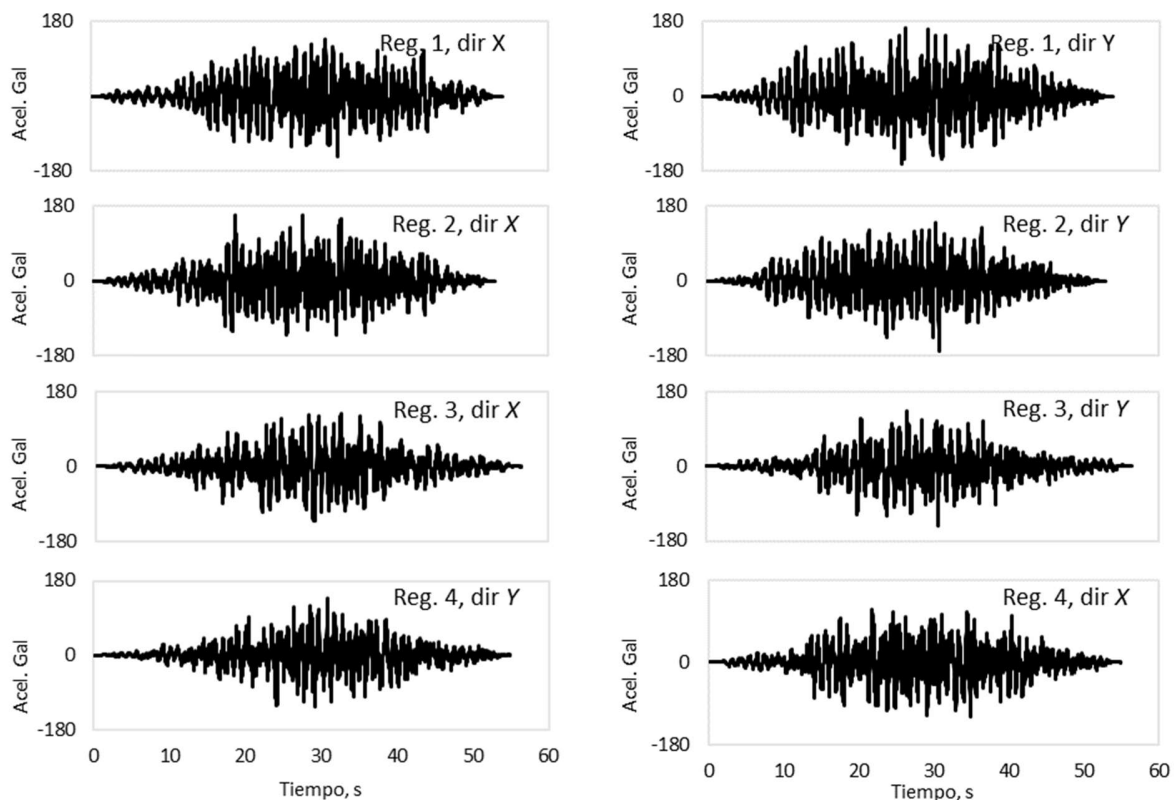 180
Reg. 1, dir X
Acel. Gal
0
-180
180
Reg. 1, dir Y
Acel. Gal
0
-180
180
Reg. 2, dir X
Acel. Gal
0
-180
180
Reg. 2, dir Y
Acel. Gal
0
-180
180
Reg. 3, dir X
Acel. Gal
0
-180
180
Reg. 3, dir Y
Acel. Gal
0
-180
180
Reg. 4, dir Y
Acel. Gal
0
-180
0 10 20 30 40 50 60
Tiempo, s
180
Reg. 4, dir X
Acel. Gal
0
-180
0 10 20 30 40 50 60
Tiempo, s